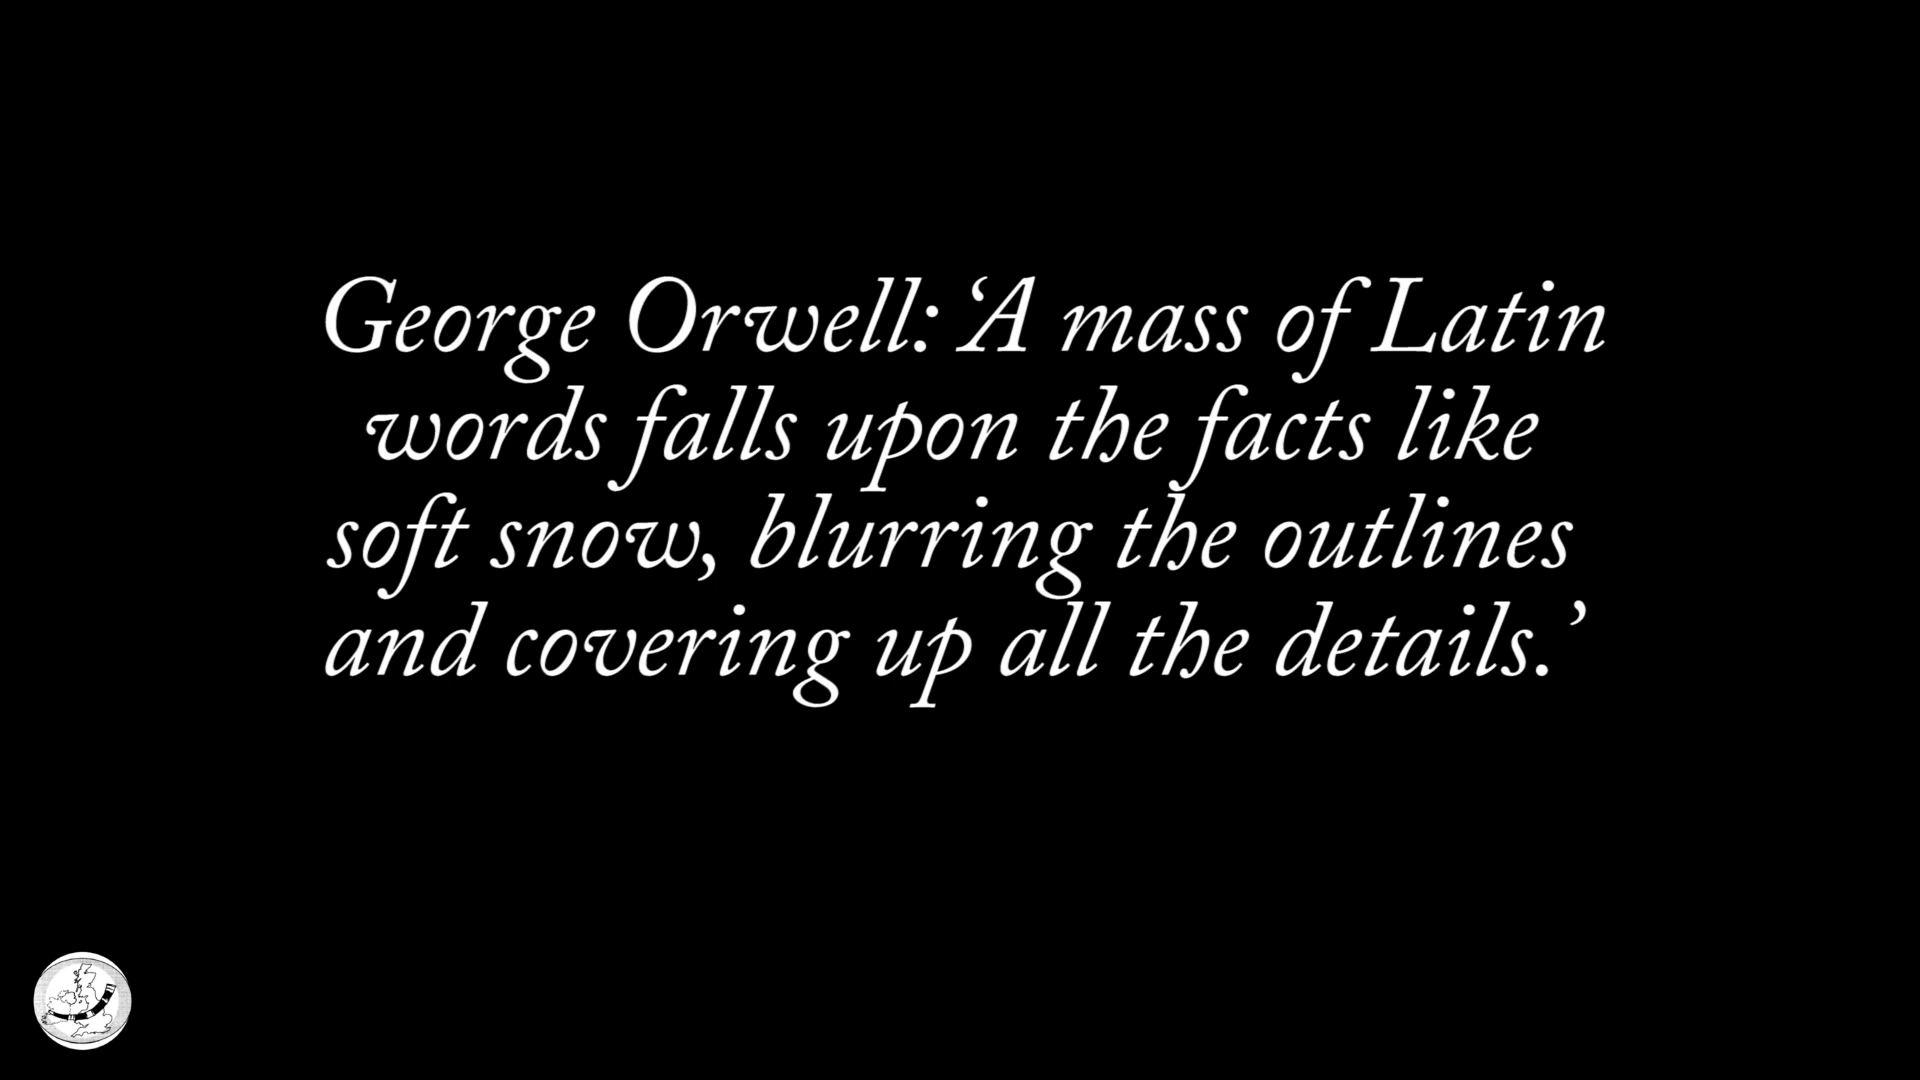 George Orwell: ‘A mass of Latin
words falls upon the facts like
soft snow, blurring the outlines
and covering up all the details.’